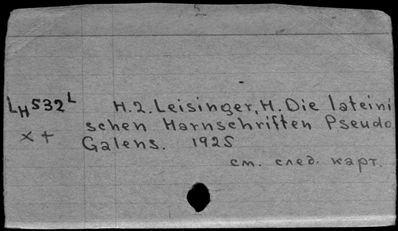 LH532L H.2. Leisinger, H. Die lateini
x + schen Harnschriften Pseudo
Galens. 1925
см. след. карт.